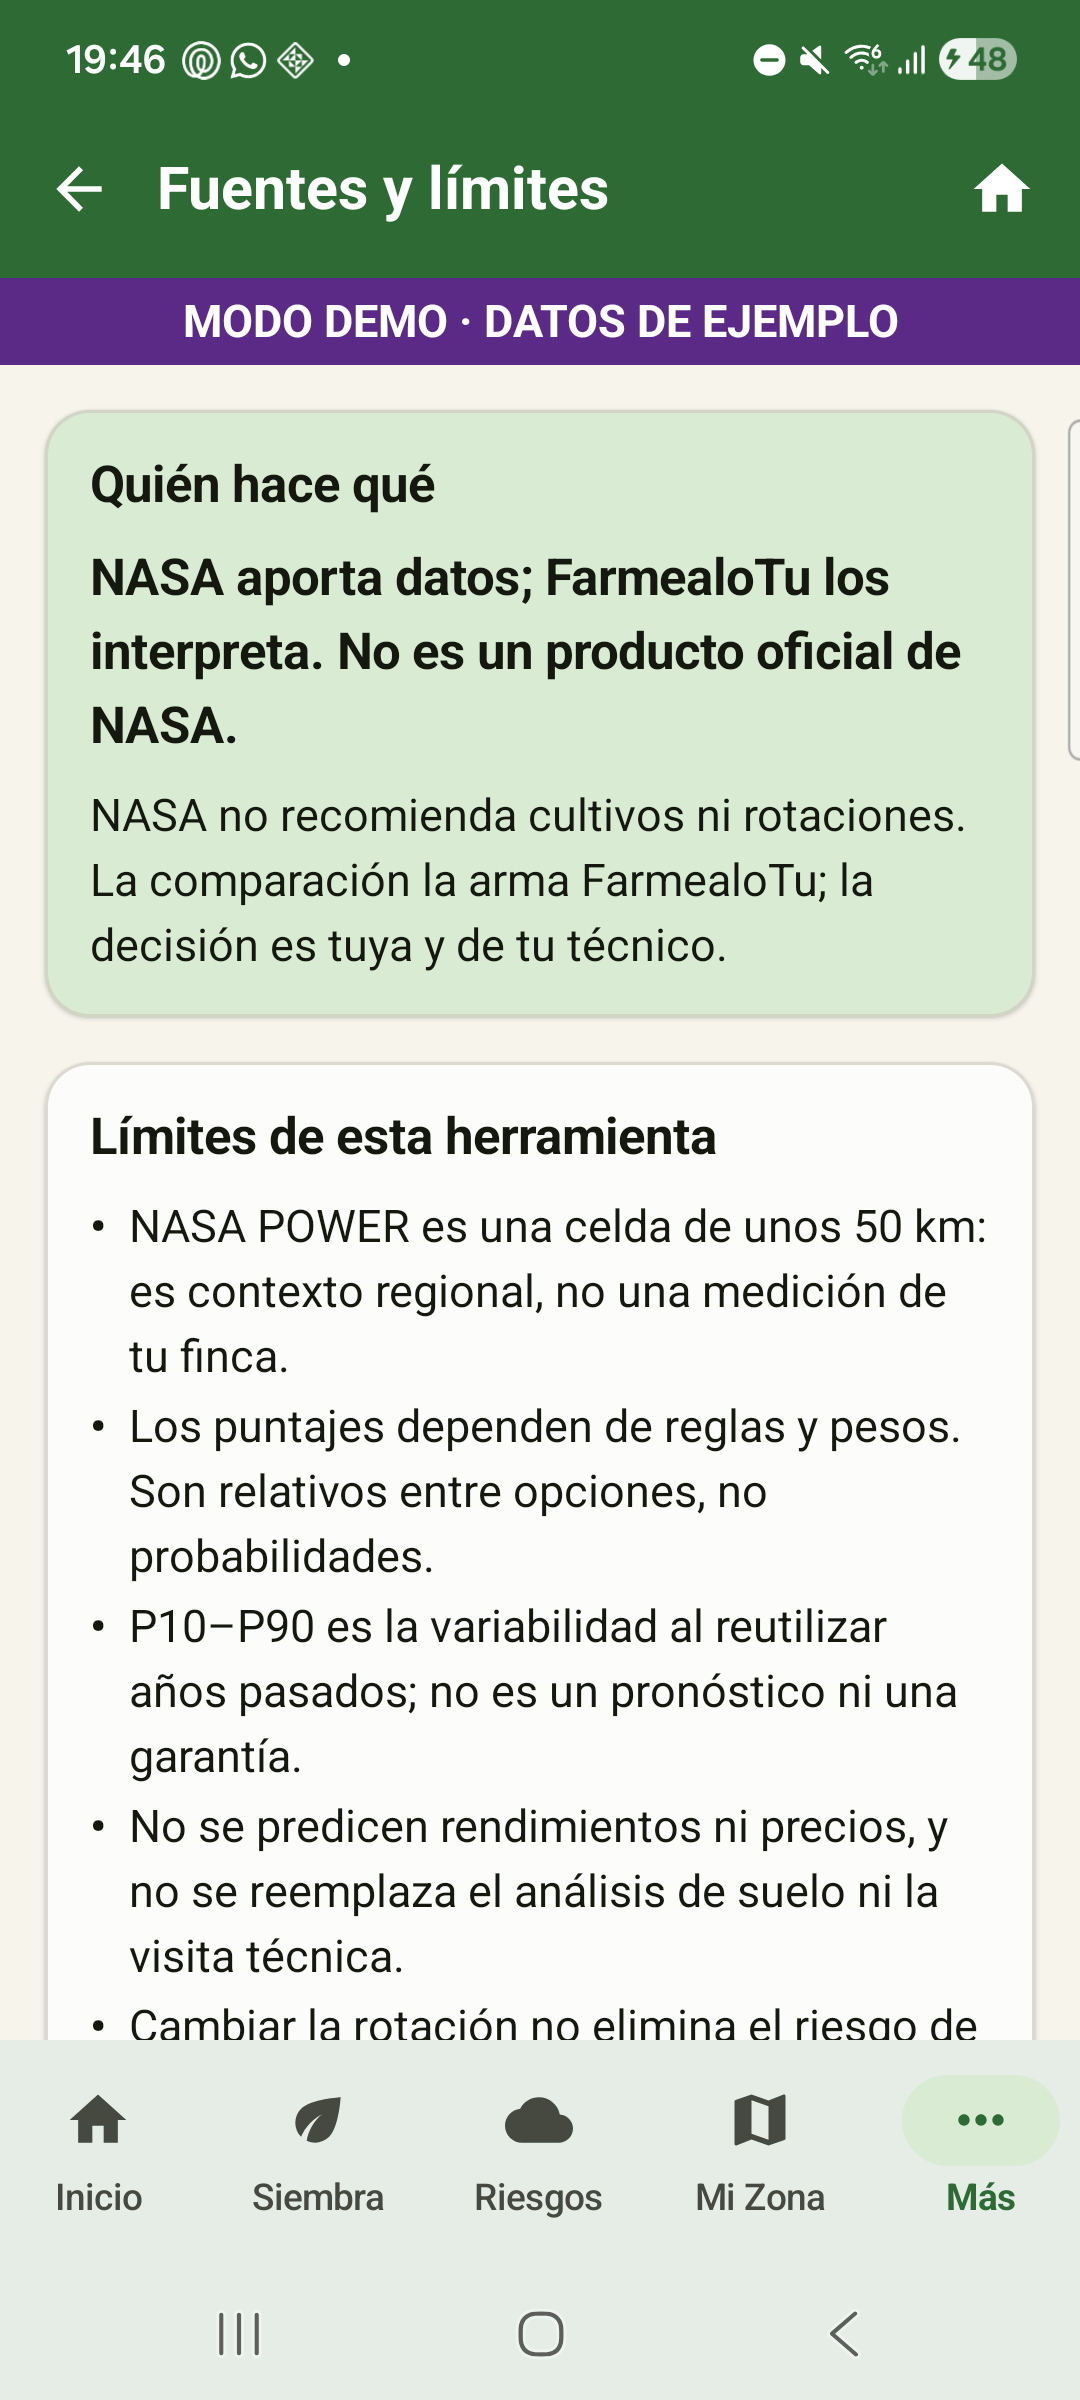 19:46
6
48
Fuentes y límites
MODO DEMO · DATOS DE EJEMPLO
Quién hace qué
NASA aporta datos; FarmealoTu los
interpreta. No es un producto oficial de
NASA.
NASA no recomienda cultivos ni rotaciones.
La comparación la arma FarmealoTu; la
decisión es tuya y de tu técnico.
Límites de esta herramienta
• NASA POWER es una celda de unos 50 km:
es contexto regional, no una medición de
tu finca.
• Los puntajes dependen de reglas y pesos.
Son relativos entre opciones, no
probabilidades.
• P10–P90 es la variabilidad al reutilizar
años pasados; no es un pronóstico ni una
garantía.
• No se predicen rendimientos ni precios, y
no se reemplaza el análisis de suelo ni la
visita técnica.
• Cambiar la rotación no elimina el riesgo de
Inicio
Siembra
Riesgos
Mi Zona
Más